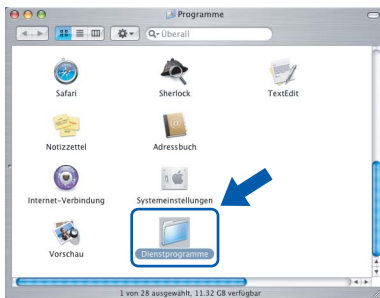 Programme
Überall
Safari
Sherlock
TextEdit
Notizzettel
Adressbuch
Internet-Verbindung
Systemeinstellungen
Vorschau
Dienstprogramme
1 von 28 ausgewählt, 11.32 GB verfügbar